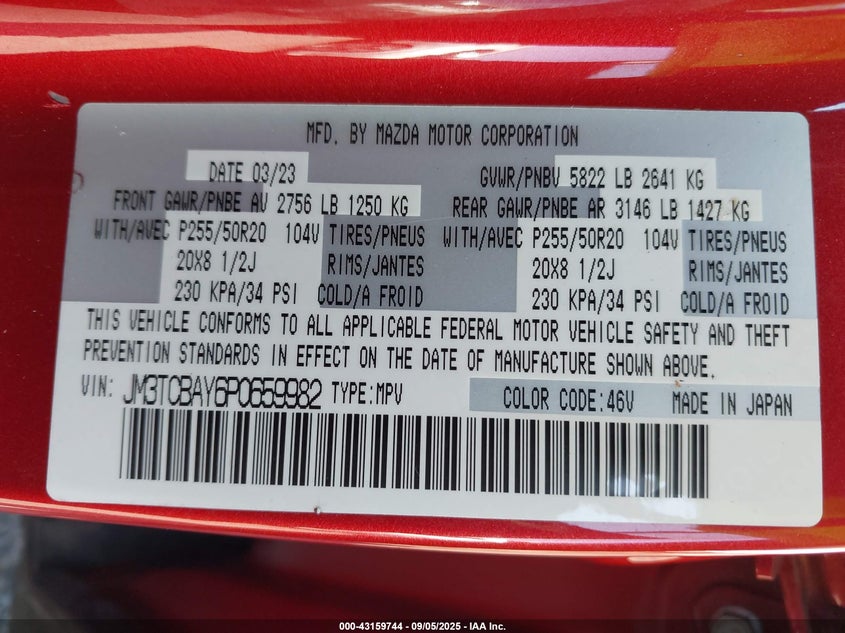 MFD. BY MAZDA MOTOR CORPORATION
DATE 03/23 GVWR/PNBV 5822 LB 2641 KG
FRONT GAWR/PNBE AV 2756 LB 1250 KG REAR GAWR/PNBE AR 3146 LB 1427 KG
WITH/AVEC P255/50R20 104V TIRES/PNEUS WITH/AVEC P255/50R20 104V TIRES/PNEUS
20X8 1/2J RIMS/JANTES 20X8 1/2J RIMS/JANTES
230 KPA/34 PSI COLD/A FROID 230 KPA/34 PSI COLD/A FROID
THIS VEHICLE CONFORMS TO ALL APPLICABLE FEDERAL MOTOR VEHICLE SAFETY AND THEFT
PREVENTION STANDARDS IN EFFECT ON THE DATE OF MANUFACTURE SHOWN ABOVE.
VIN: JM3TCBAY6P0659982 TYPE:MPV COLOR CODE:46V MADE IN JAPAN
000-43159744 - 09/05/2025 - IAA Inc.